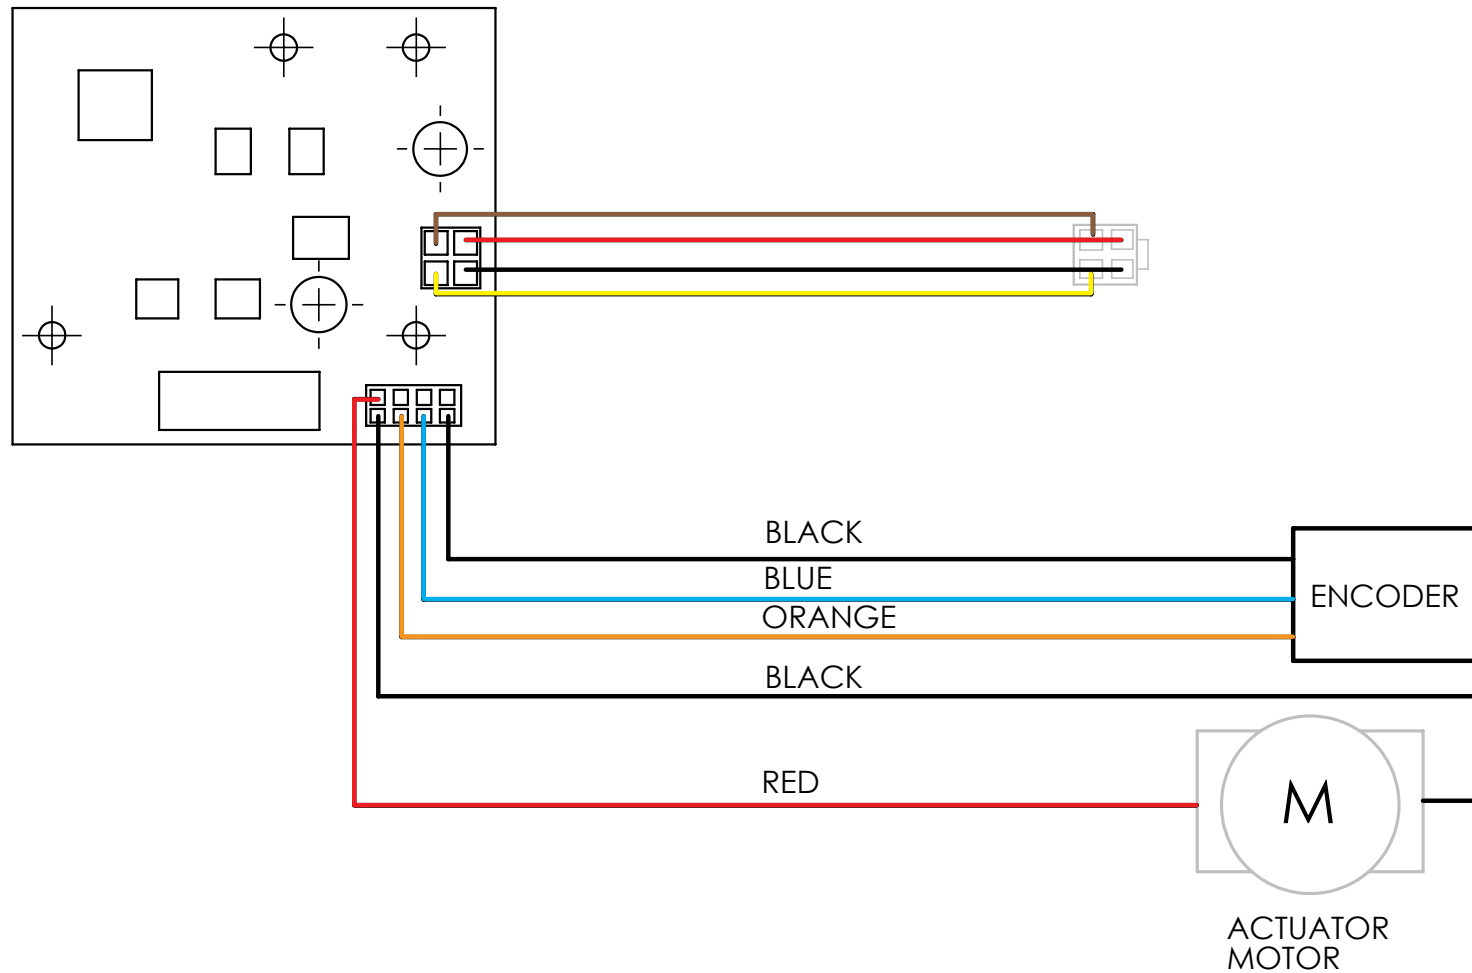 BLACK
BLUE
ENCODER
ORANGE
BLACK
RED
M
ACTUATOR
MOTOR